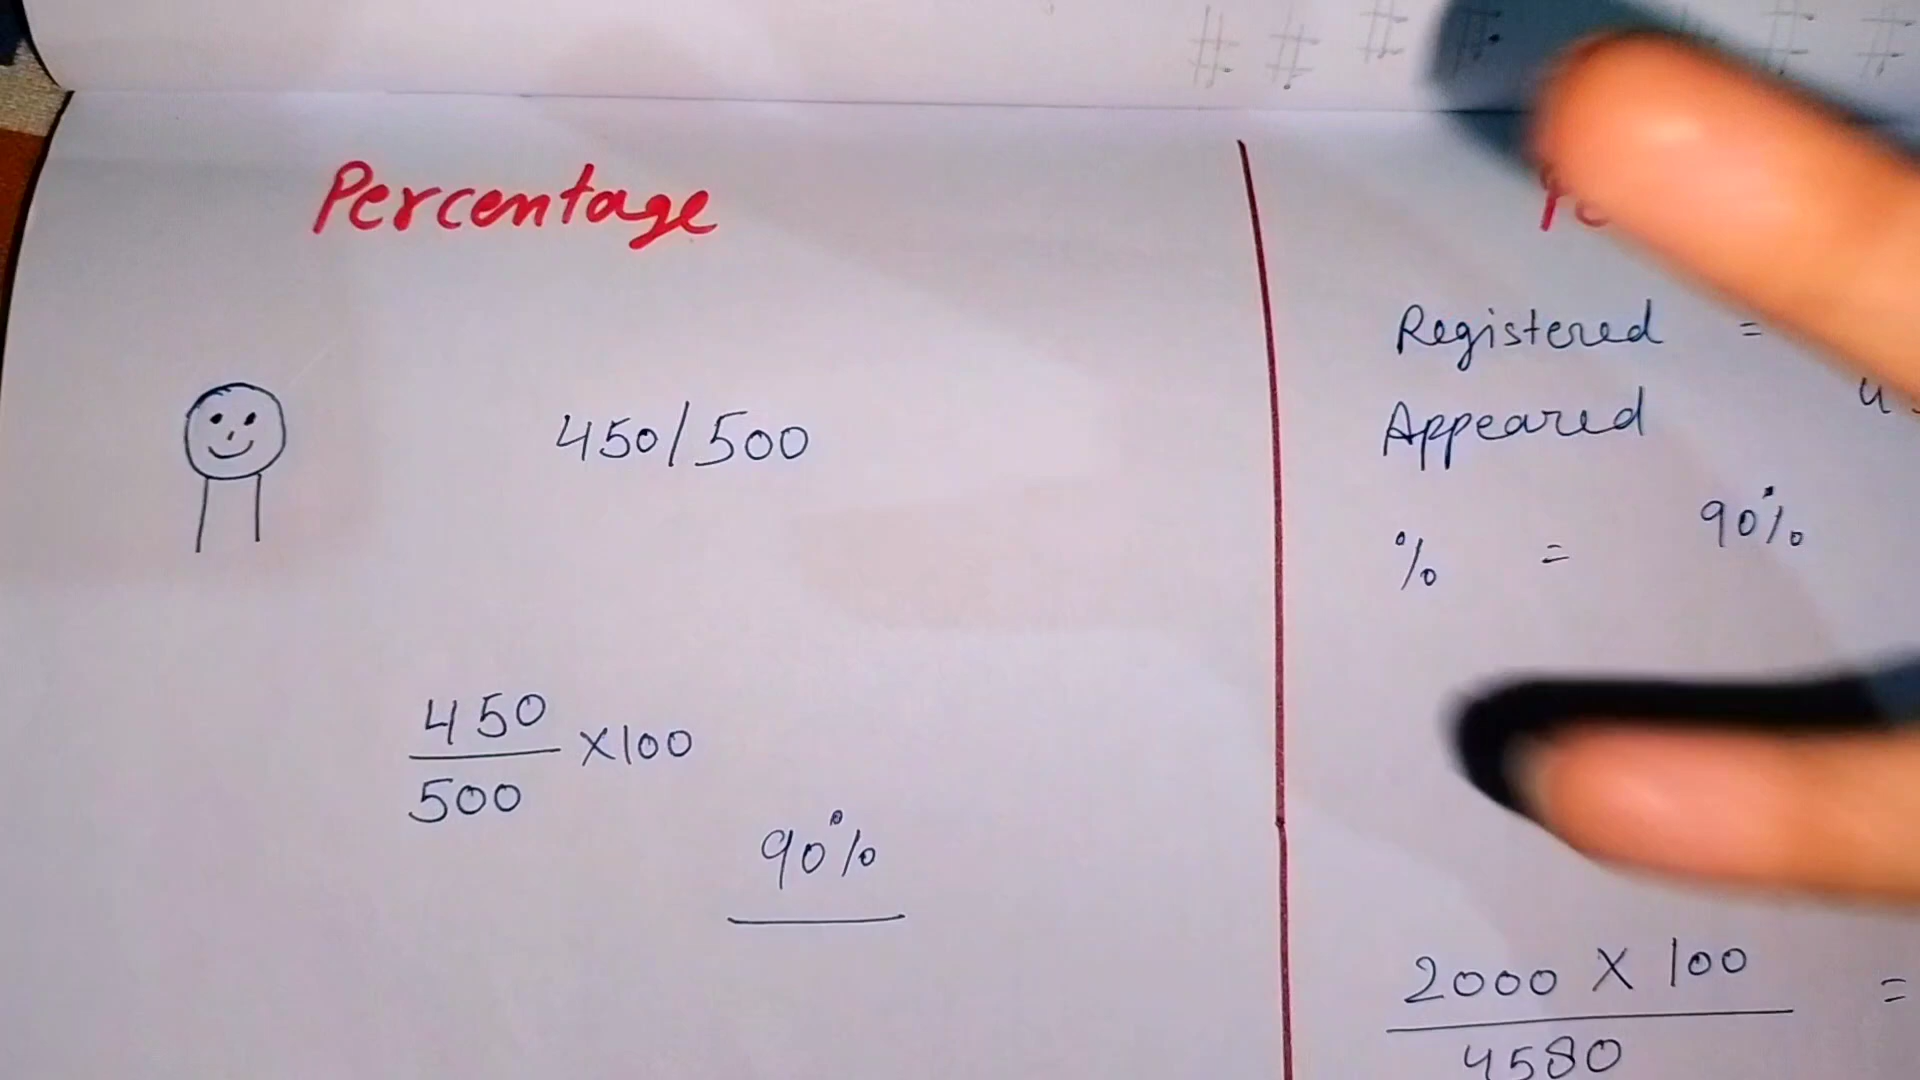 Percentage
450/500
450
500
x100
90%
Registered =
Appeared
% = 90%
2000 X 100 =
4580